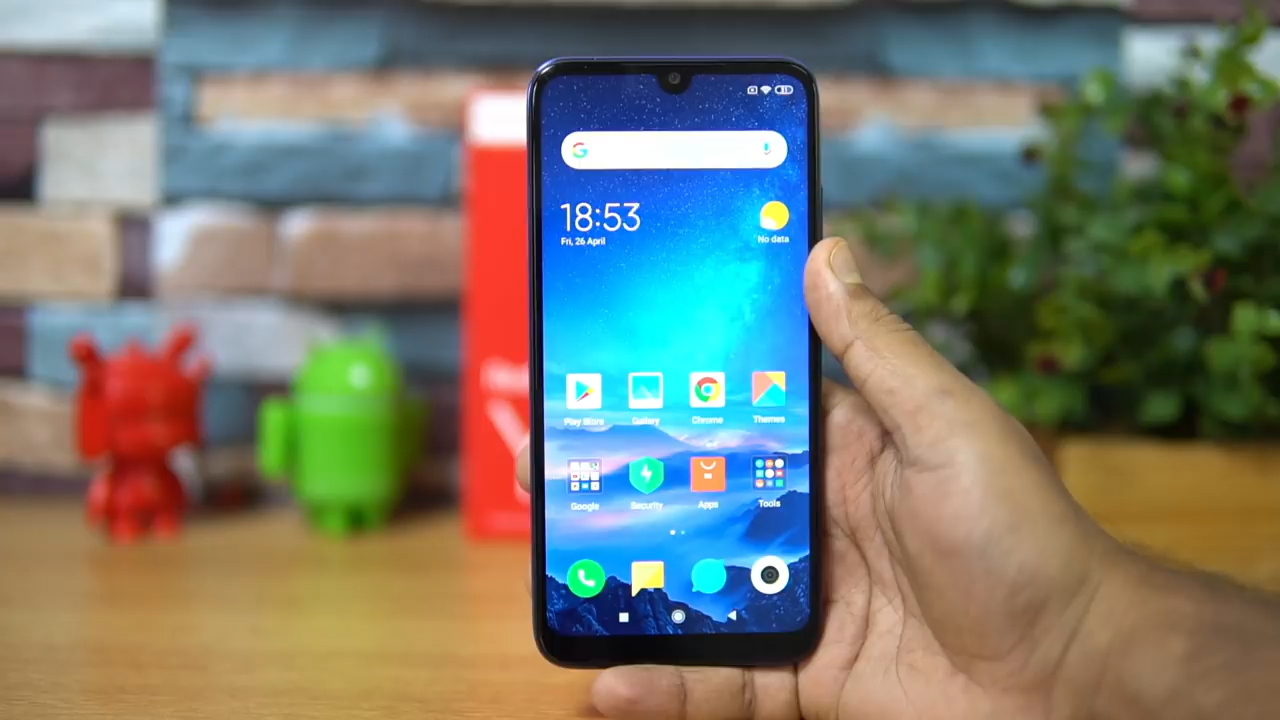 18:53
Fri, 26 April
No data
Play Store
Gallery
Chrome
Themes
Google
Security
Apps
Tools